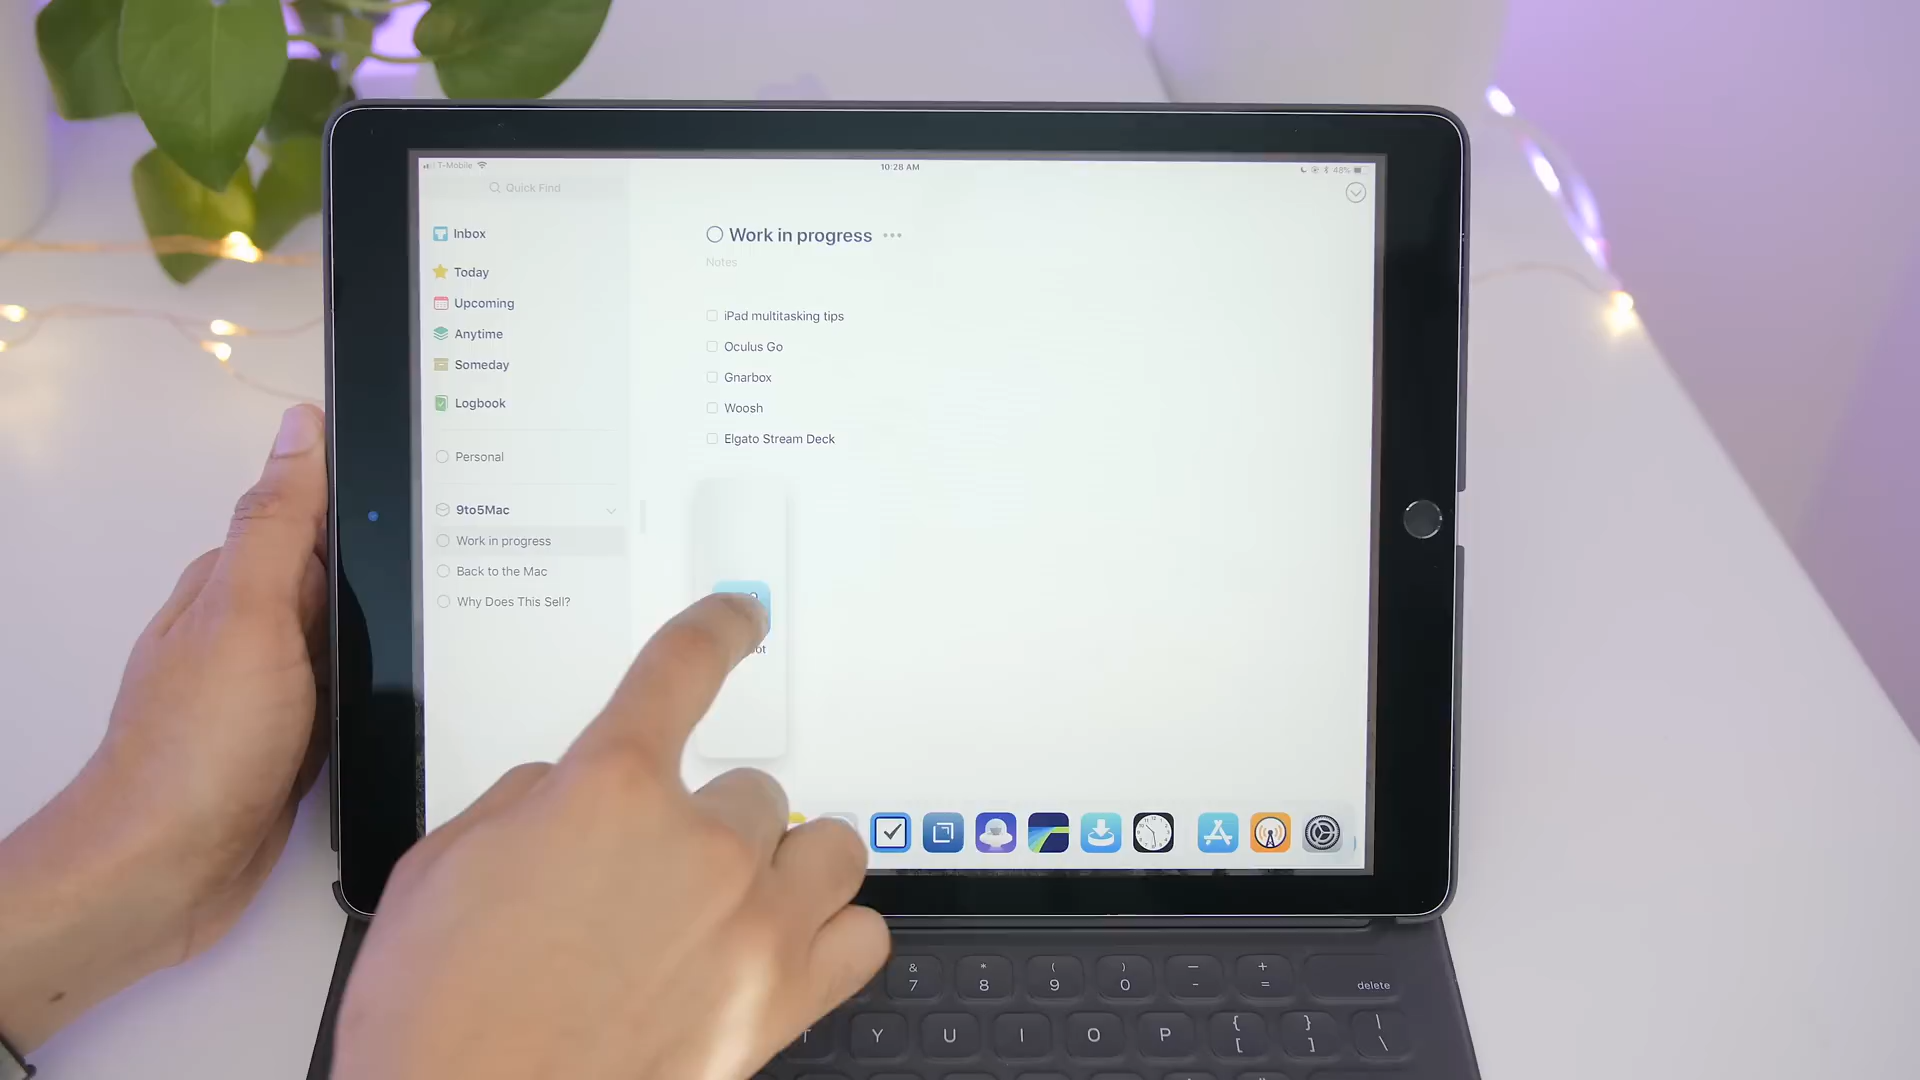 T-Mobile
10:28 AM
48%
Quick Find
Inbox
Today
Upcoming
Anytime
Someday
Logbook
Personal
9to5Mac
Work in progress
Back to the Mac
Why Does This Sell?
Work in progress •••
Notes
iPad multitasking tips
Oculus Go
Gnarbox
Woosh
Elgato Stream Deck
ot
& * ( ) — +
7 8 9 0 - =
delete
T Y U I O P { } |
[ ] \